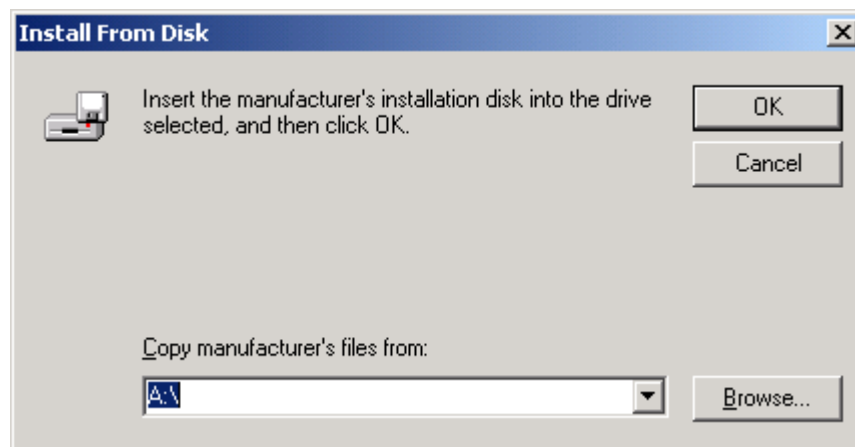 Install From Disk
Insert the manufacturer's installation disk into the drive
selected, and then click OK.
OK
Cancel
Copy manufacturer's files from:
A:\
Browse...